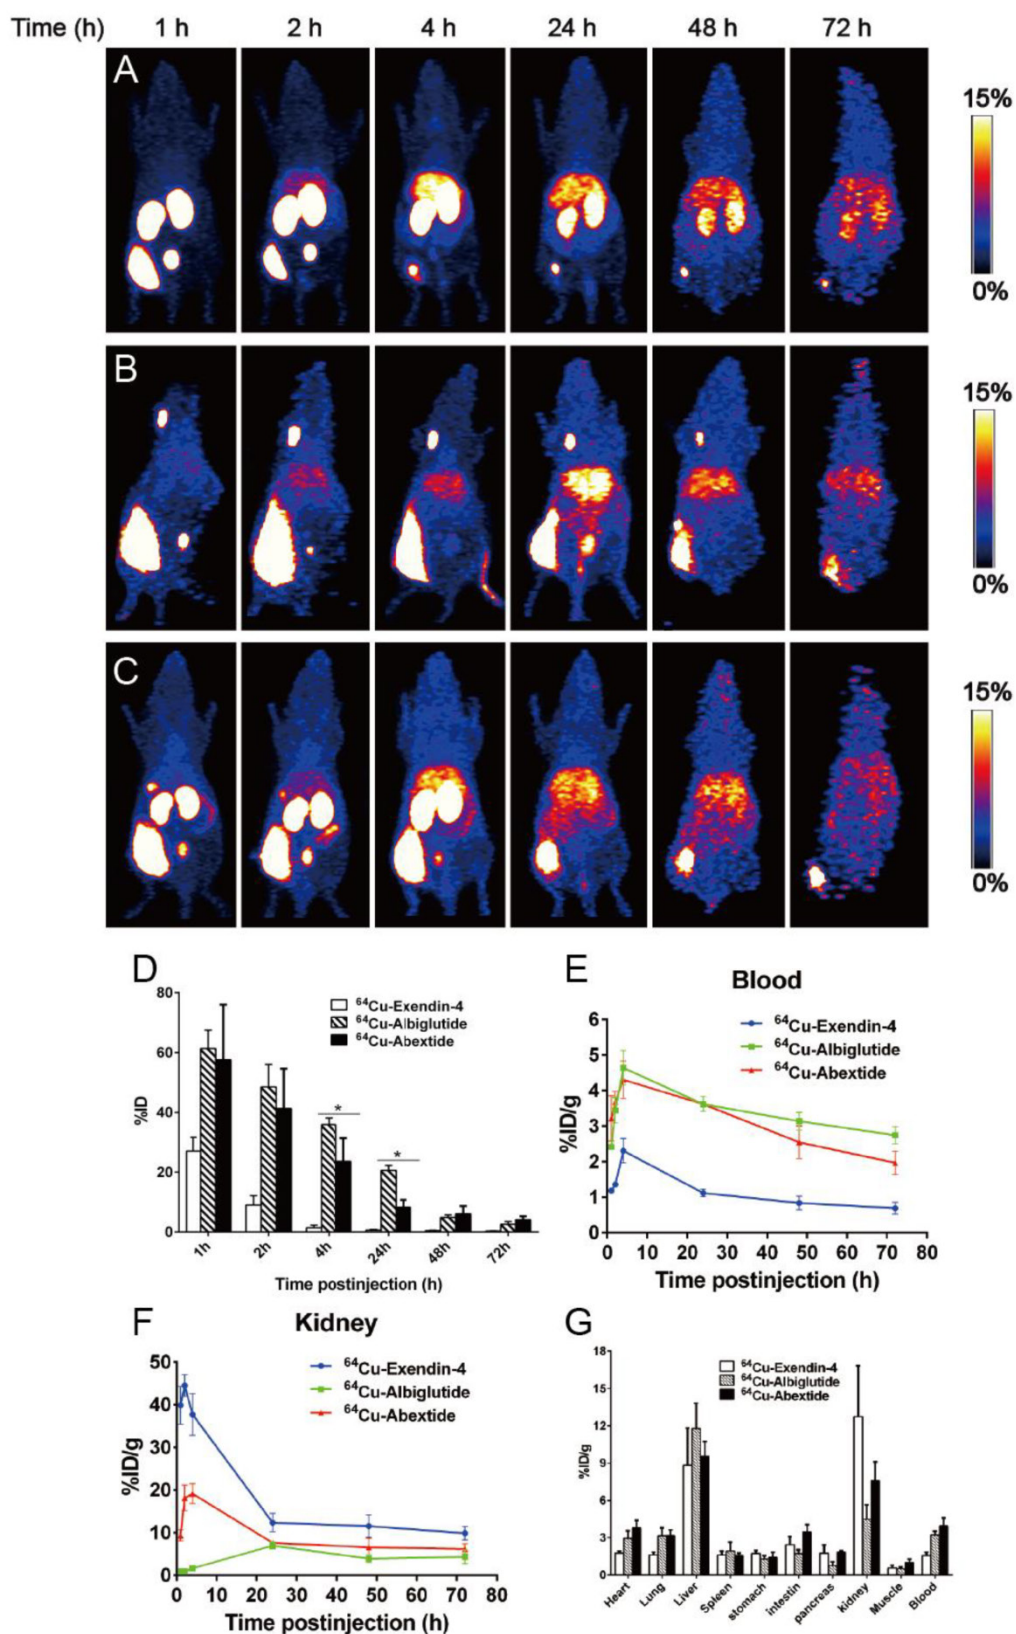 Time (h) 1 h 2 h 4 h 24 h 48 h 72 h
A
15%
0%
B
15%
0%
C
15%
0%
D
80
60
40
20
0
%ID
⁶⁴Cu-Exendin-4
⁶⁴Cu-Albiglutide
⁶⁴Cu-Abextide
*
*
1h 2h 4h 24h 48h 72h
Time postinjection (h)
E
Blood
6
5
4
3
2
1
0
%ID/g
⁶⁴Cu-Exendin-4
⁶⁴Cu-Albiglutide
⁶⁴Cu-Abextide
0 10 20 30 40 50 60 70 80
Time postinjection (h)
F
Kidney
50
40
30
20
10
0
%ID/g
⁶⁴Cu-Exendin-4
⁶⁴Cu-Albiglutide
⁶⁴Cu-Abextide
0 10 20 30 40 50 60 70 80
Time postinjection (h)
G
18
15
12
9
6
3
0
%ID/g
⁶⁴Cu-Exendin-4
⁶⁴Cu-Albiglutide
⁶⁴Cu-Abextide
Heart Lung Liver Spleen stomach intestin pancreas kidney Muscle Blood